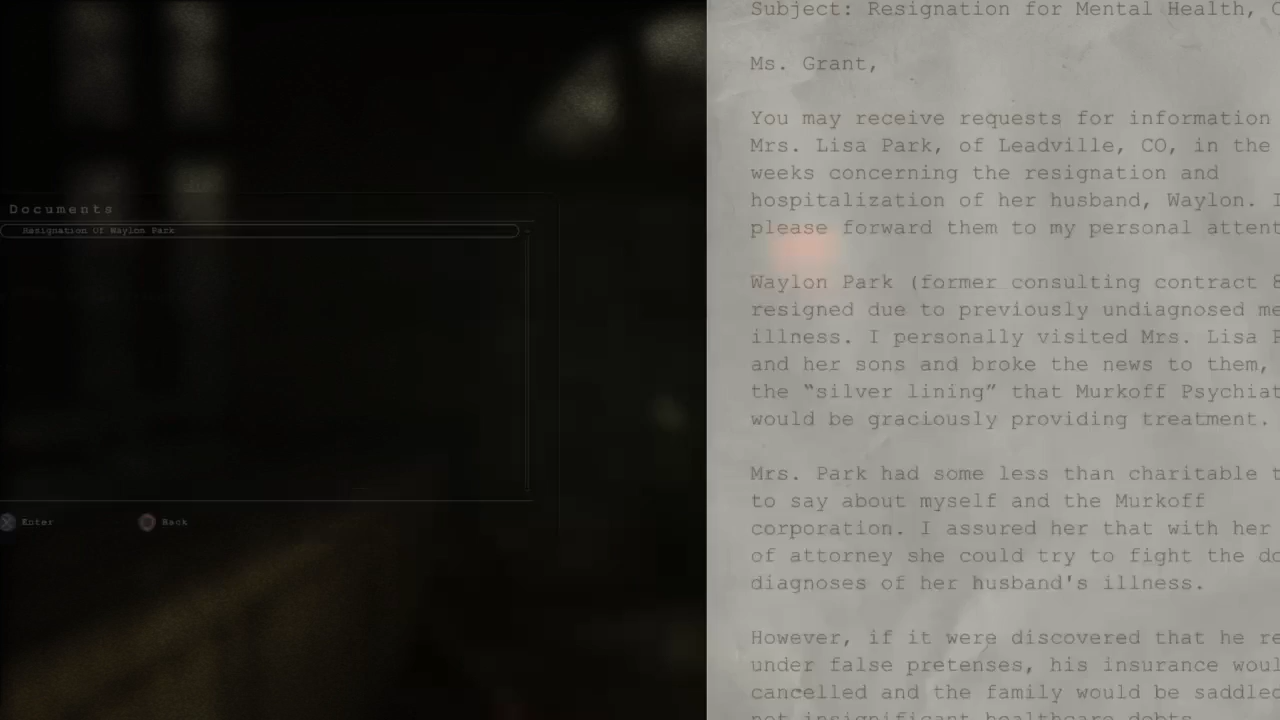 Documents
Resignation Of Waylon Park
Enter
Back
Subject: Resignation for Mental Health,
Ms. Grant,
You may receive requests for information
Mrs. Lisa Park, of Leadville, CO, in the
weeks concerning the resignation and
hospitalization of her husband, Waylon.
please forward them to my personal
Waylon Park (former consulting contract
resigned due to previously undiagnosed
illness. I personally visited Mrs. Lisa
and her sons and broke the news to them,
the “silver lining” that Murkoff
would be graciously providing treatment.
Mrs. Park had some less than charitable
to say about myself and the Murkoff
corporation. I assured her that with her
of attorney she could try to fight the
diagnoses of her husband's illness.
However, if it were discovered that he
under false pretenses, his insurance
cancelled and the family would be saddled
not insignificant healthcare debts.